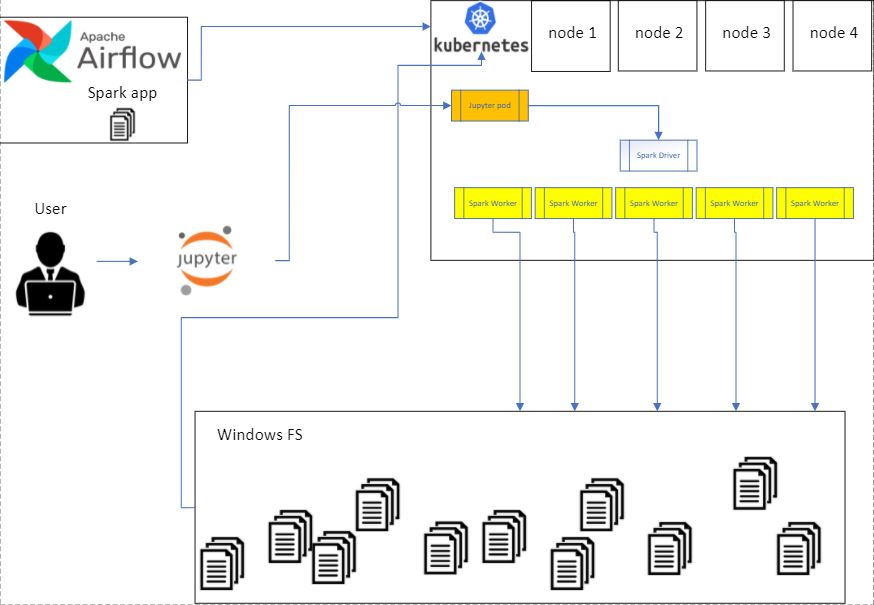 Apache
Airflow
Spark app
kubernetes
node 1
node 2
node 3
node 4
Jupyter pod
Spark Driver
Spark Worker
Spark Worker
Spark Worker
Spark Worker
Spark Worker
User
jupyter
Windows FS